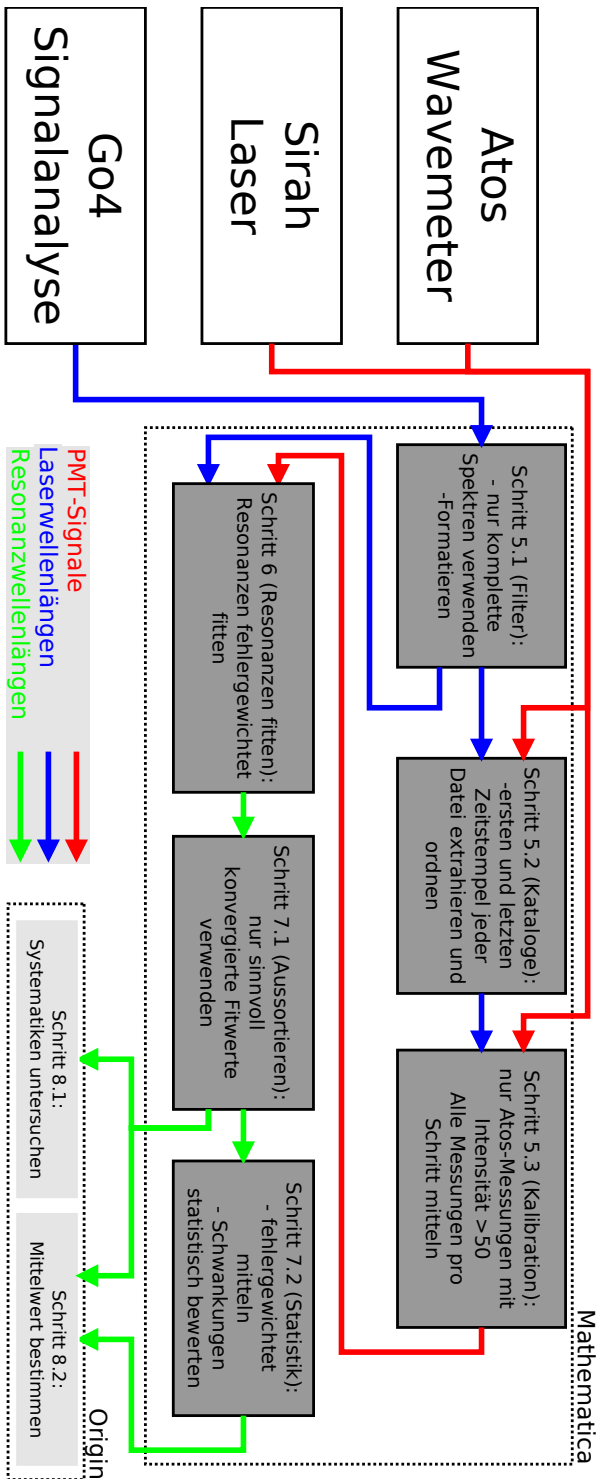 Atos
Wavemeter
Sirah
Laser
Go4
Signalanalyse
Mathematica
Schritt 5.1 (Filter):
- nur komplette
Spektren verwenden
-Formatieren
Schritt 5.2 (Kataloge):
-ersten und letzten
Zeitstempel jeder
Datei extrahieren und
ordnen
Schritt 5.3 (Kalibration):
nur Atos-Messungen mit
Intensität >50
Alle Messungen pro
Schritt mitteln
Schritt 6 (Resonanzen fitten):
Resonanzen fehlergewichtet
fitten
Schritt 7.1 (Aussortieren):
nur sinnvoll
konvergierte Fitwerte
verwenden
Schritt 7.2 (Statistik):
- fehlergewichtet
mitteln
- Schwankungen
statistisch bewerten
PMT-Signale
Laserwellenlängen
Resonanzwellenlängen
Origin
Schritt 8.1:
Systematiken untersuchen
Schritt 8.2:
Mittelwert bestimmen